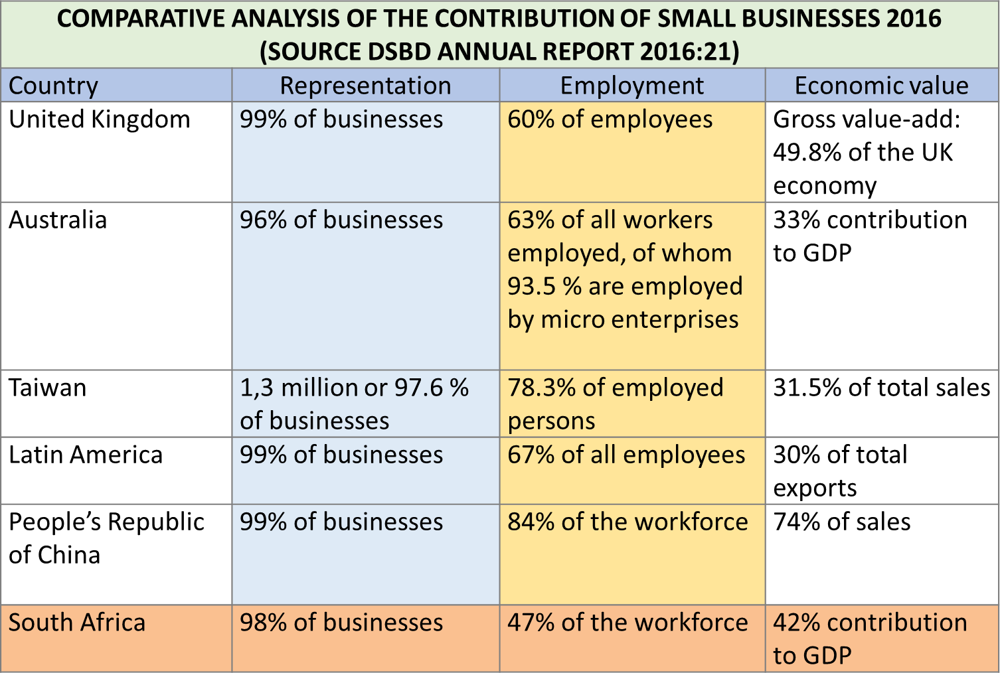 COMPARATIVE ANALYSIS OF THE CONTRIBUTION OF SMALL BUSINESSES 2016
(SOURCE DSBD ANNUAL REPORT 2016:21)
Country Representation Employment Economic value
United Kingdom 99% of businesses 60% of employees Gross value-add:
49.8% of the UK
economy
Australia 96% of businesses 63% of all workers 33% contribution
employed, of whom to GDP
93.5 % are employed
by micro enterprises
Taiwan 1,3 million or 97.6 % 78.3% of employed 31.5% of total sales
of businesses persons
Latin America 99% of businesses 67% of all employees 30% of total
exports
People’s Republic 99% of businesses 84% of the workforce 74% of sales
of China
South Africa 98% of businesses 47% of the workforce 42% contribution
to GDP